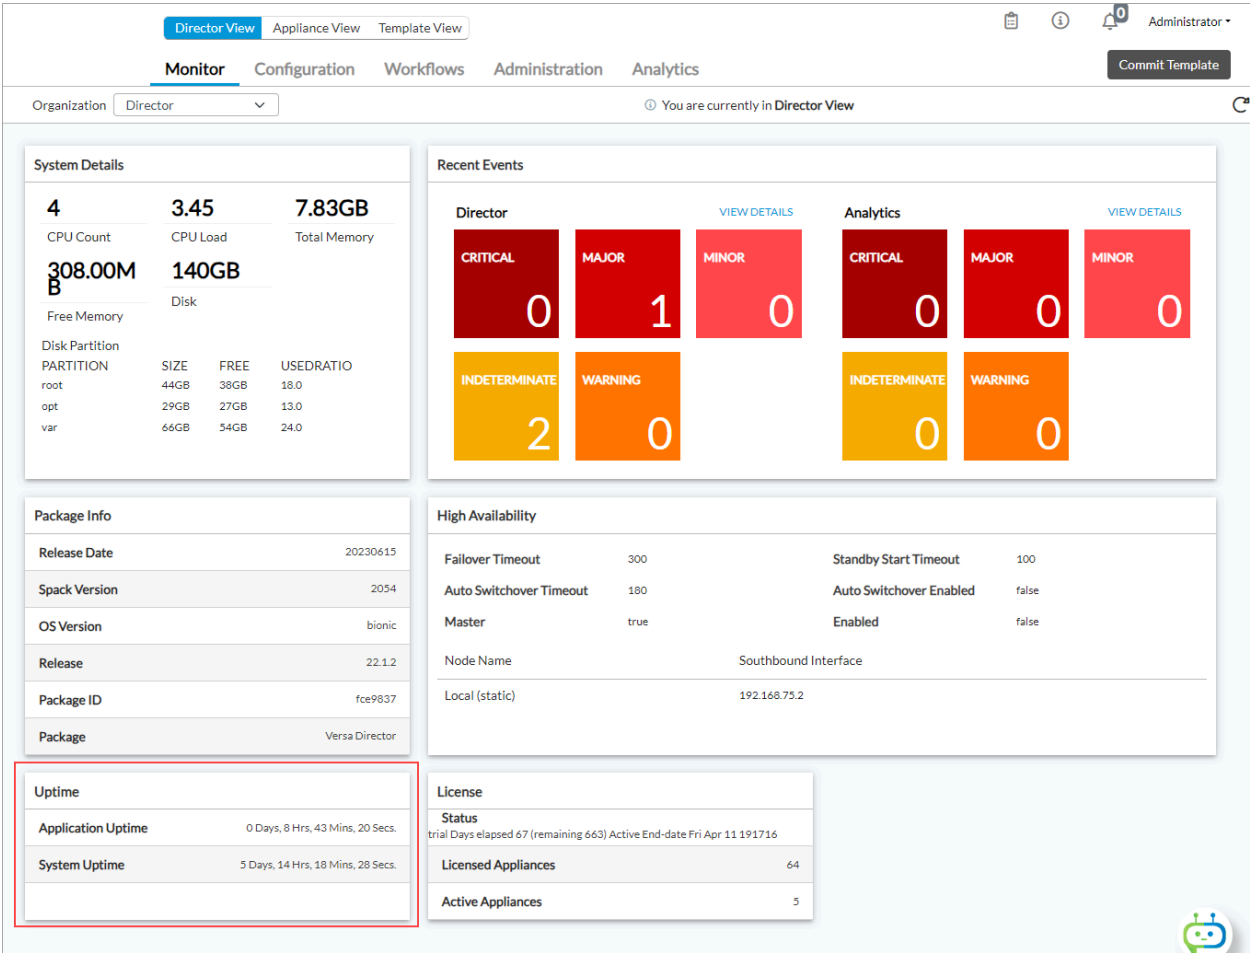 Director View Appliance View Template View
0
Administrator
Monitor Configuration Workflows Administration Analytics
Commit Template
Organization Director
You are currently in Director View
System Details
4 3.45 7.83GB
CPU Count CPU Load Total Memory
308.00M
B
140GB
Free Memory
Disk
Disk Partition
PARTITION SIZE FREE USEDRATIO
root 44GB 38GB 18.0
opt 29GB 27GB 13.0
var 66GB 54GB 24.0
Recent Events
Director VIEW DETAILS
CRITICAL MAJOR MINOR
0 1 0
INDETERMINATE WARNING
2 0
Analytics VIEW DETAILS
CRITICAL MAJOR MINOR
0 0 0
INDETERMINATE WARNING
0 0
Package Info
Release Date 20230615
Spack Version 2054
OS Version bionic
Release 22.1.2
Package ID fce9837
Package Versa Director
High Availability
Failover Timeout 300 Standby Start Timeout 100
Auto Switchover Timeout 180 Auto Switchover Enabled false
Master true Enabled false
Node Name Southbound Interface
Local (static) 192.168.75.2
Uptime
Application Uptime 0 Days, 8 Hrs, 43 Mins, 20 Secs.
System Uptime 5 Days, 14 Hrs, 18 Mins, 28 Secs.
License
Status
trial Days elapsed 67 (remaining 663) Active End-date Fri Apr 11 191716
Licensed Appliances 64
Active Appliances 5